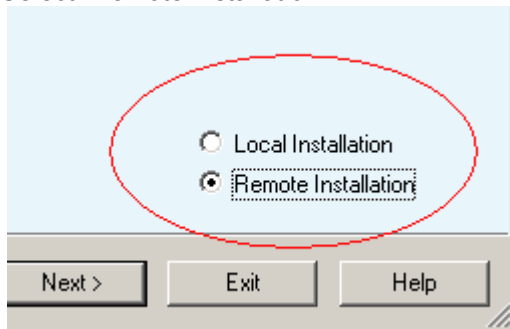 Local Installation
Remote Installation
Next >
Exit
Help